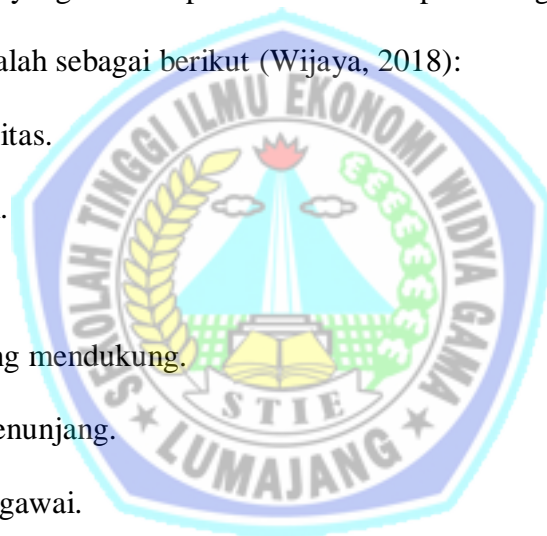 alah sebagai berikut (Wijaya, 2018):
itas.
ng mendukung.
enunjang.
gawai.
SEKOLAH TINGGI ILMU EKONOMI WIDYA GAMA
STIE
LUMAJANG